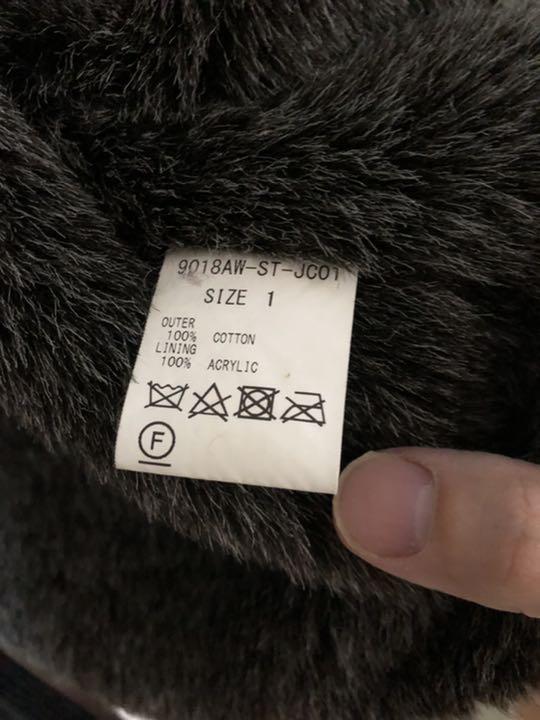 9018AW-ST-JC01
SIZE 1
OUTER
100% COTTON
LINING
100% ACRYLIC
F